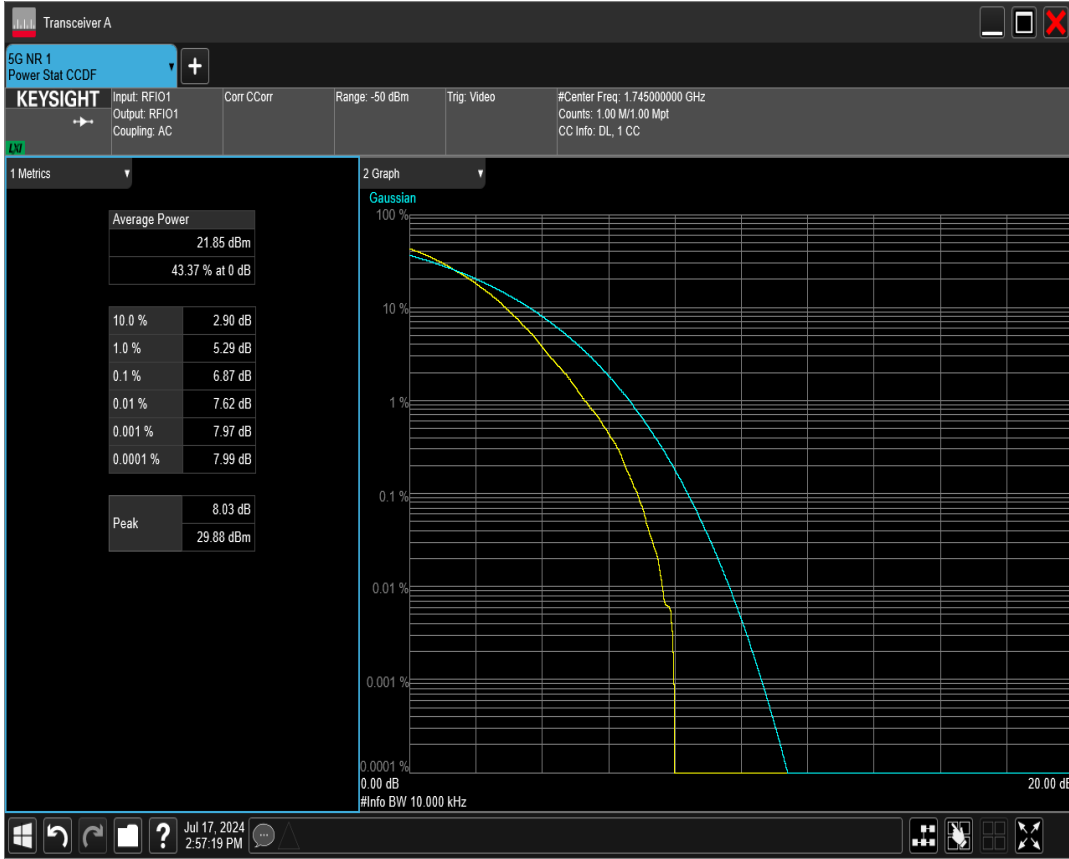 Transceiver A
5G NR 1
Power Stat CCDF
+
KEYSIGHT
LXI
Input: RFIO1
Output: RFIO1
Coupling: AC
Corr CCorr
Range: -50 dBm
Trig: Video
#Center Freq: 1.745000000 GHz
Counts: 1.00 M/1.00 Mpt
CC Info: DL, 1 CC
1 Metrics
Average Power
21.85 dBm
43.37 % at 0 dB
10.0 % 2.90 dB
1.0 % 5.29 dB
0.1 % 6.87 dB
0.01 % 7.62 dB
0.001 % 7.97 dB
0.0001 % 7.99 dB
Peak
8.03 dB
29.88 dBm
2 Graph
Gaussian
100 %
10 %
1 %
0.1 %
0.01 %
0.001 %
0.0001 %
0.00 dB 20.00 dB
#Info BW 10.000 kHz
?
Jul 17, 2024
2:57:19 PM